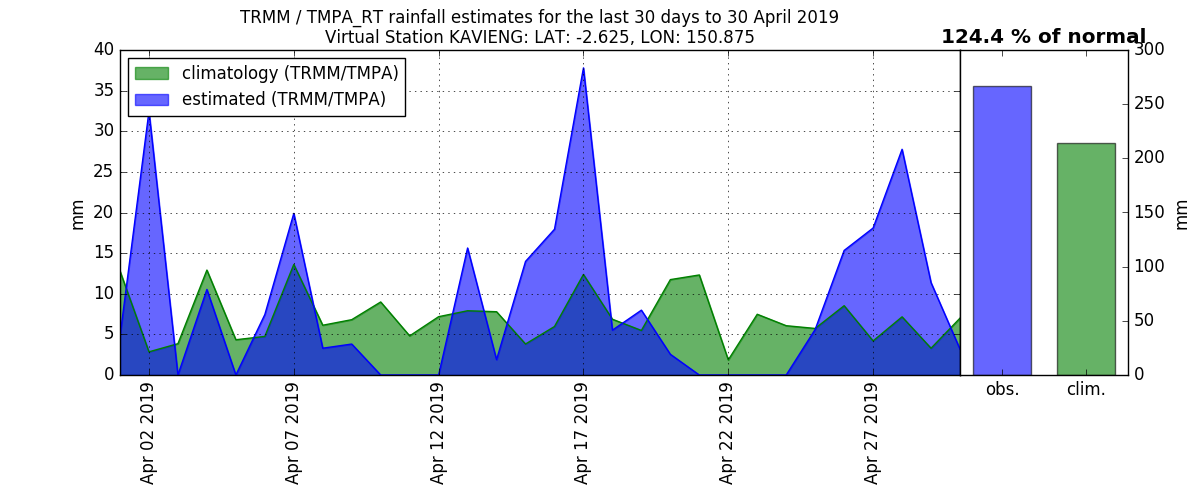 TRMM / TMPA_RT rainfall estimates for the last 30 days to 30 April 2019
Virtual Station KAVIENG: LAT: -2.625, LON: 150.875
124.4 % of normal
climatology (TRMM/TMPA)
estimated (TRMM/TMPA)
40
35
30
25
20
15
10
5
0
mm
Apr 02 2019
Apr 07 2019
Apr 12 2019
Apr 17 2019
Apr 22 2019
Apr 27 2019
obs.
clim.
300
250
200
150
100
50
0
mm